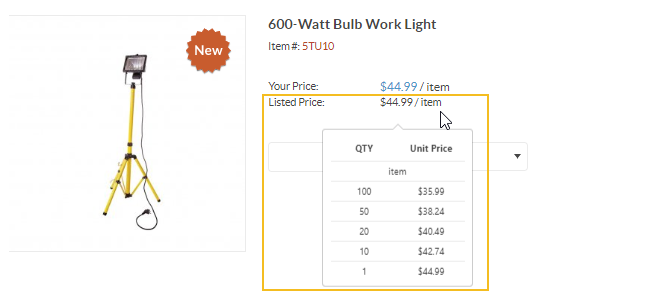 600-Watt Bulb Work Light
New
Item #: 5TU10
Your Price: $44.99 / item
Listed Price: $44.99 / item
QTY Unit Price
item
100 $35.99
50 $38.24
20 $40.49
10 $42.74
1 $44.99